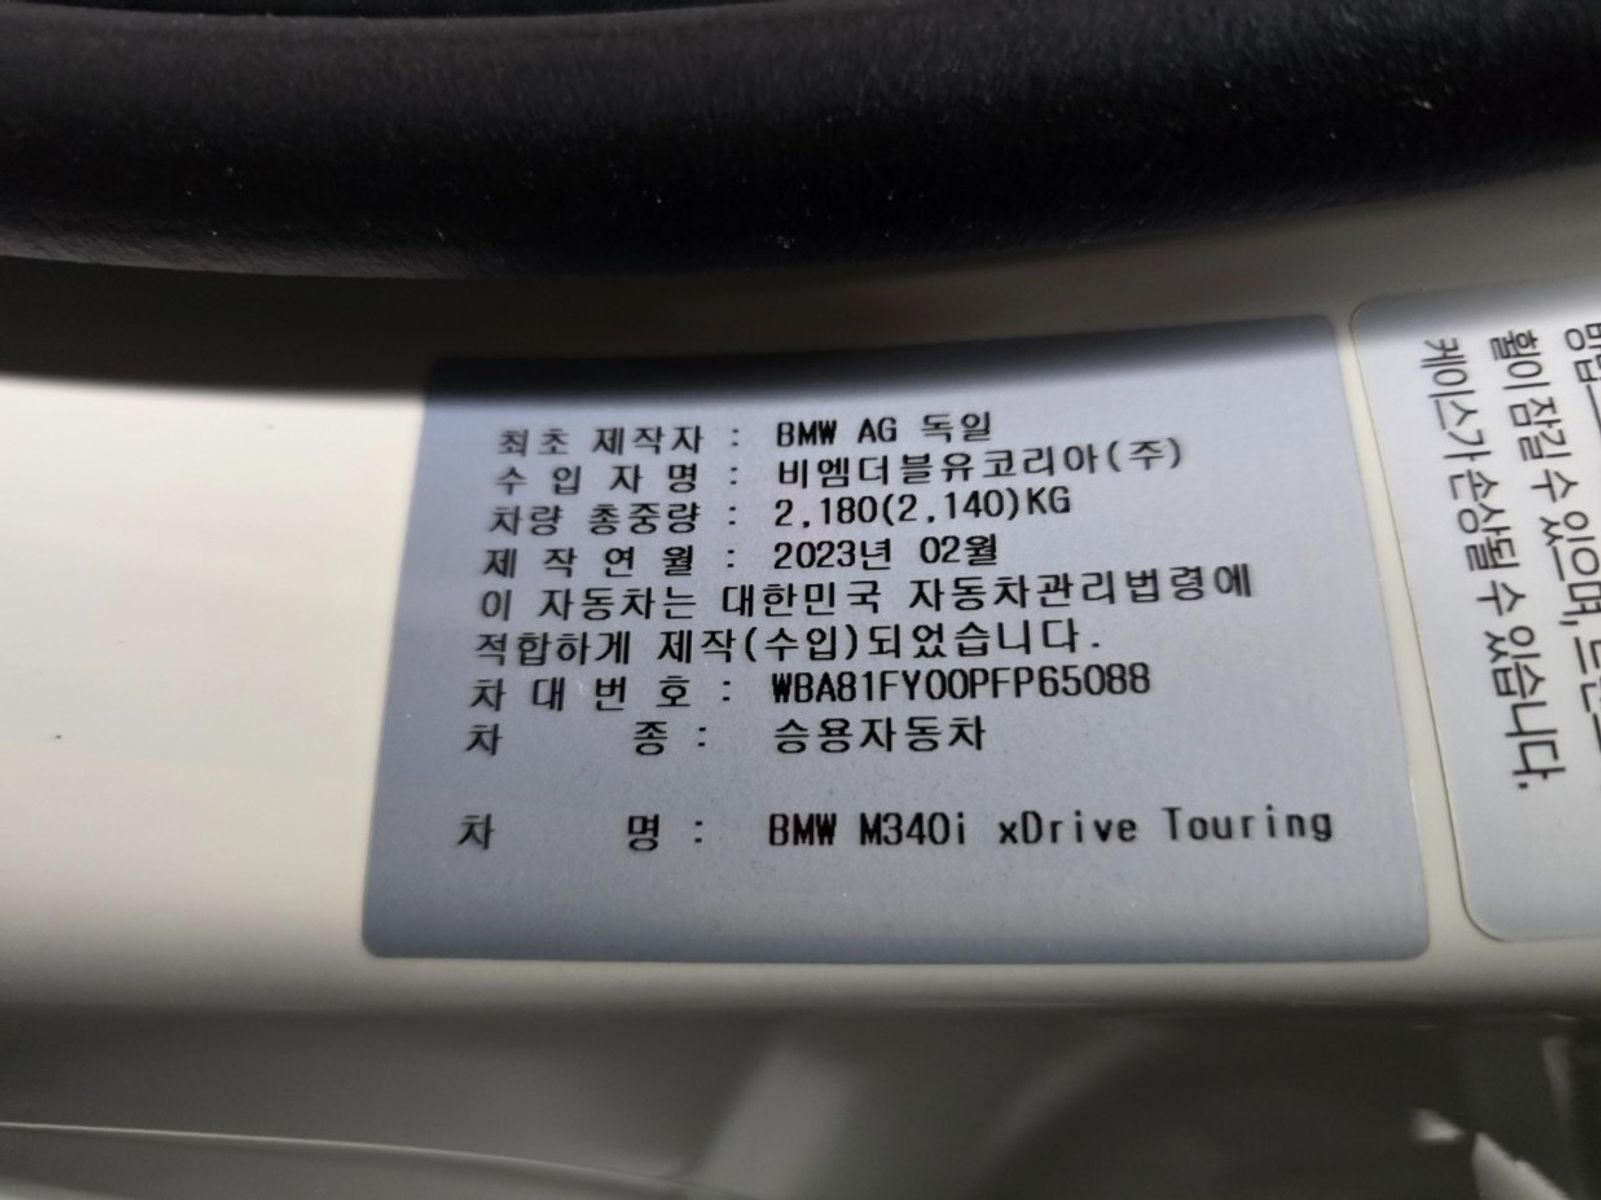 최초 제작자 : BMW AG 독일
수 입 자 명 : 비엠더블유코리아(주)
차량 총중량 : 2,180(2,140)KG
제 작 연 월 : 2023년 02월
이 자동차는 대한민국 자동차관리법령에
적합하게 제작(수입)되었습니다.
차 대 번 호 : WBA81FY00PFP65088
차 종 : 승용자동차
차 명 : BMW M340i xDrive Touring
휠이 잠길 수 있으며,
케이스가 손상될 수 있습니다.